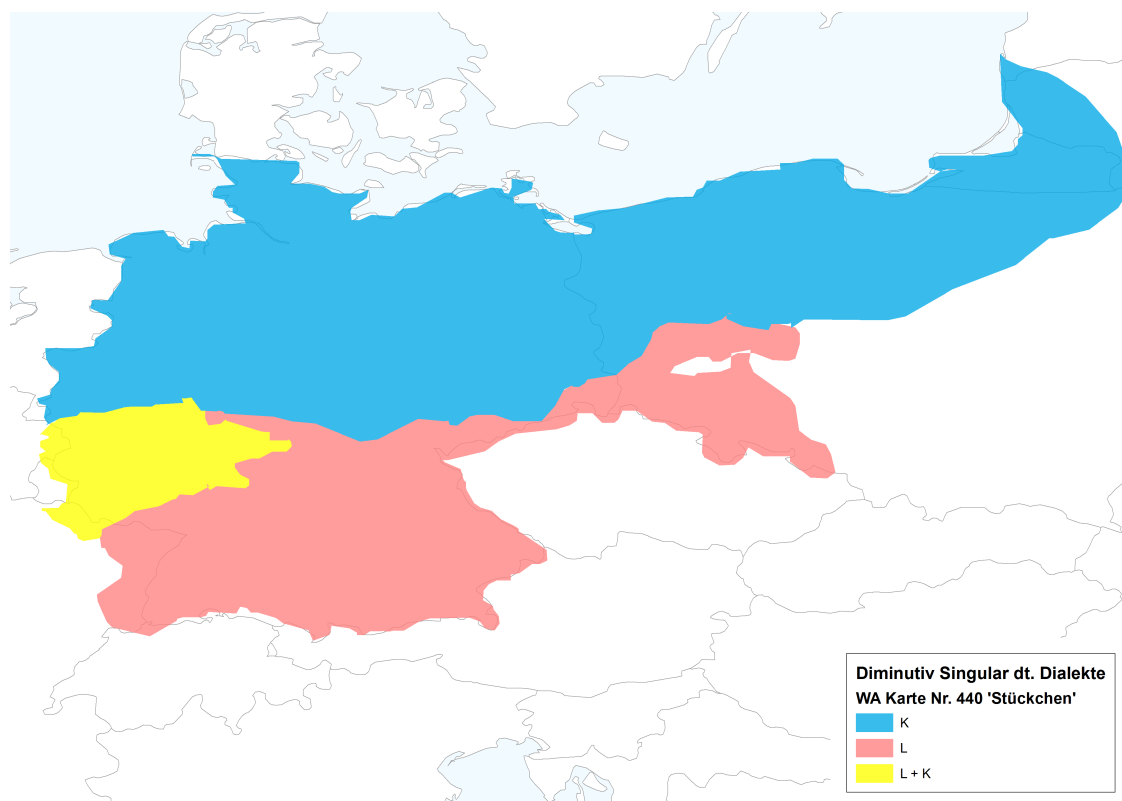 Diminutiv Singular dt. Dialekte
WA Karte Nr. 440 'Stückchen'
K
L
L + K